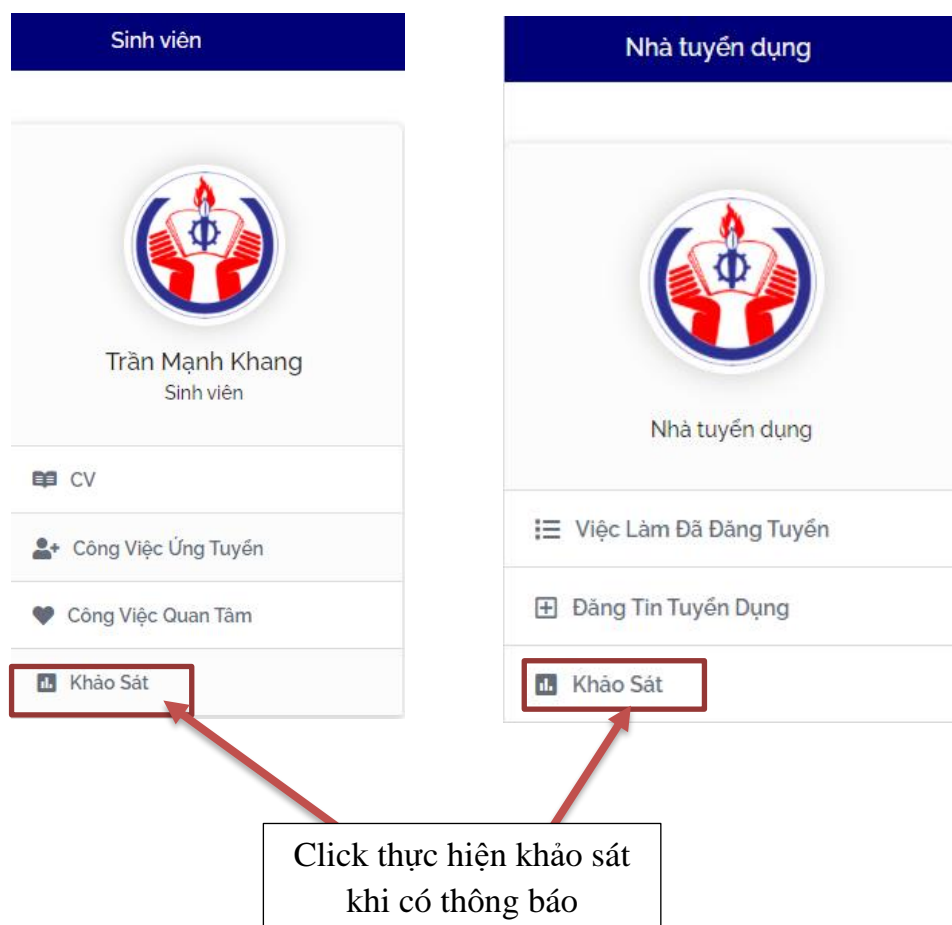 Sinh viên
Trần Mạnh Khang
Sinh viên
CV
Công Việc Ứng Tuyển
Công Việc Quan Tâm
Khảo Sát
Nhà tuyển dụng
Nhà tuyển dụng
Việc Làm Đã Đăng Tuyển
Đăng Tin Tuyển Dụng
Khảo Sát
Click thực hiện khảo sát
khi có thông báo